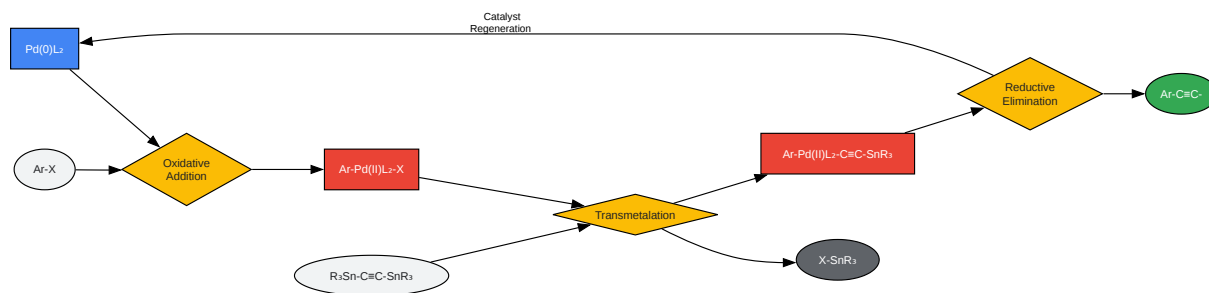 Catalyst
Regeneration
Pd(0)L₂
Reductive
Elimination
Ar-C≡C-
Ar-X
Oxidative
Addition
Ar-Pd(II)L₂-X
Ar-Pd(II)L₂-C≡C-SnR₃
Transmetalation
R₃Sn-C≡C-SnR₃
X-SnR₃